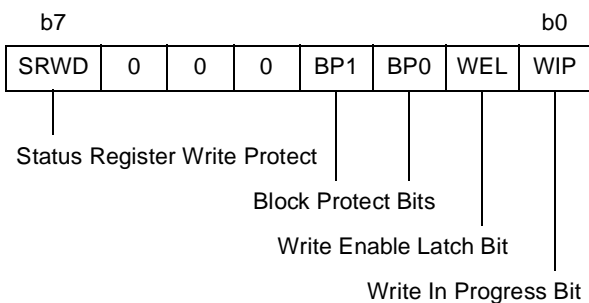 b7 b0
SRWD 0 0 0 BP1 BP0 WEL WIP
Status Register Write Protect
Block Protect Bits
Write Enable Latch Bit
Write In Progress Bit